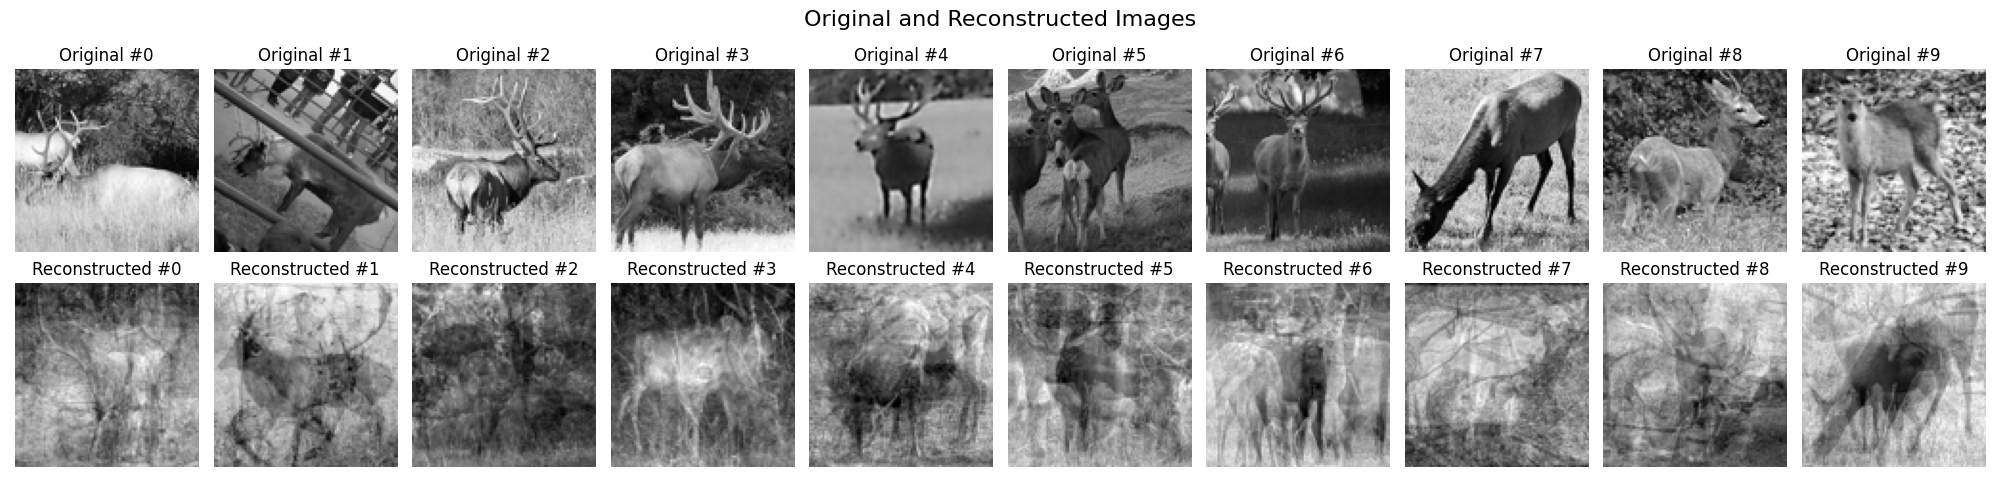 Original and Reconstructed Images
Original #0 Original #1 Original #2 Original #3 Original #4 Original #5 Original #6 Original #7 Original #8 Original #9
Reconstructed #0 Reconstructed #1 Reconstructed #2 Reconstructed #3 Reconstructed #4 Reconstructed #5 Reconstructed #6 Reconstructed #7 Reconstructed #8 Reconstructed #9